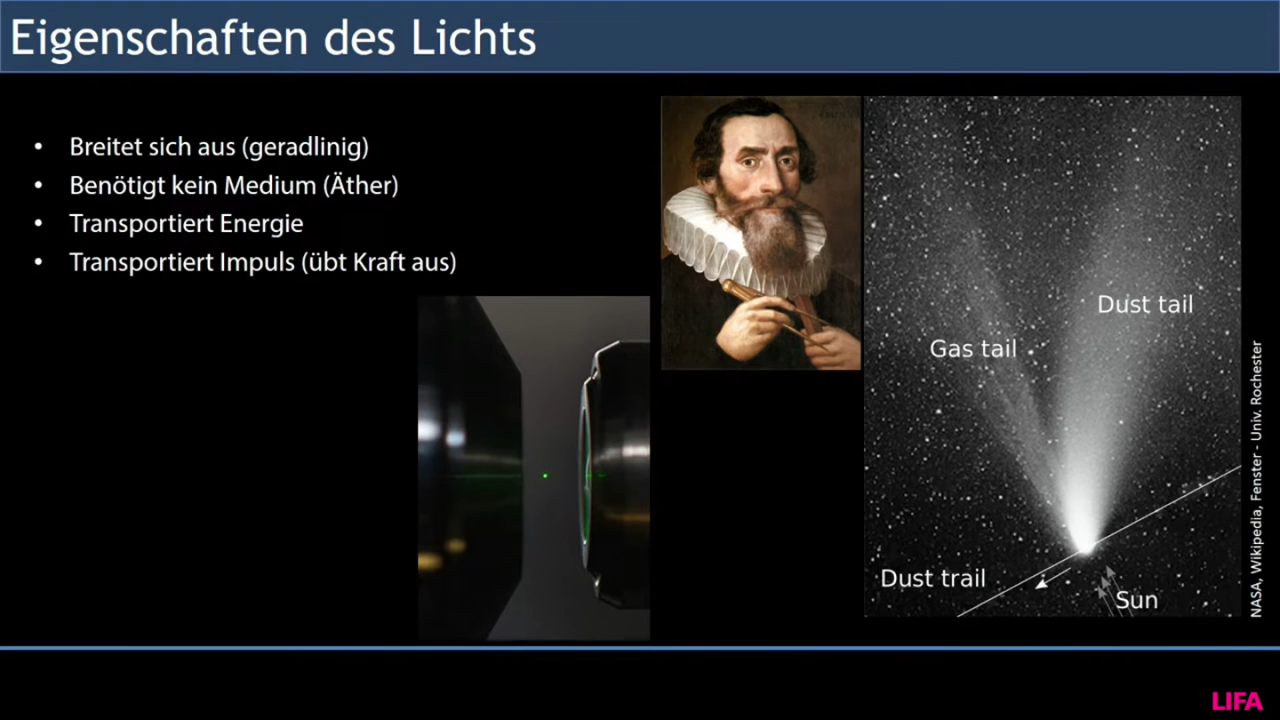 Eigenschaften des Lichts
• Breitet sich aus (geradlinig)
• Benötigt kein Medium (Äther)
• Transportiert Energie
• Transportiert Impuls (übt Kraft aus)
Dust tail
Gas tail
Dust trail
Sun
NASA, Wikipedia, Fenster - Univ. Rochester
LIFA